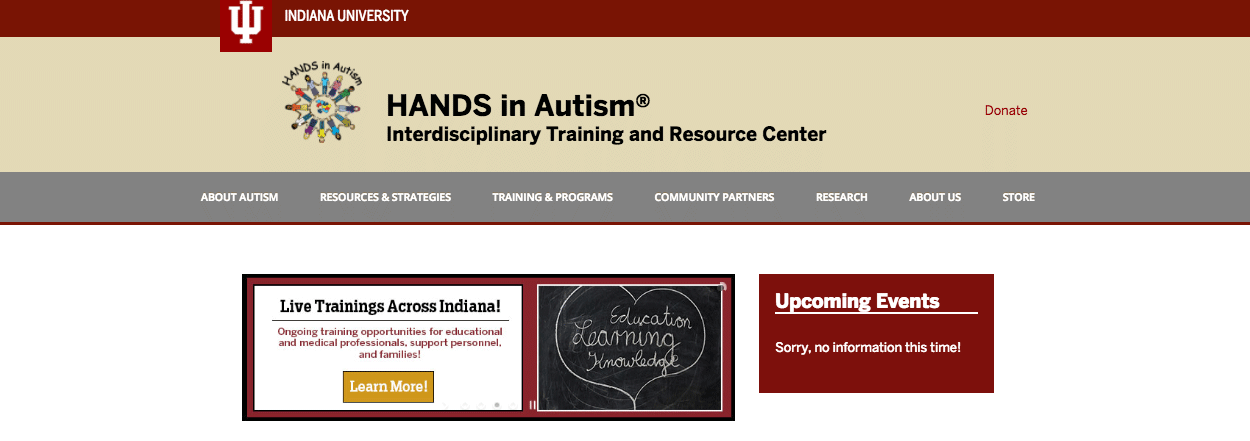 INDIANA UNIVERSITY
HANDS in Autism
HANDS in Autism®
Interdisciplinary Training and Resource Center
Donate
ABOUT AUTISM RESOURCES & STRATEGIES TRAINING & PROGRAMS COMMUNITY PARTNERS RESEARCH ABOUT US STORE
Live Trainings Across Indiana!
Ongoing training opportunities for educational
and medical professionals, support personnel,
and families!
Learn More!
Education
Learning
Knowledge
Upcoming Events
Sorry, no information this time!